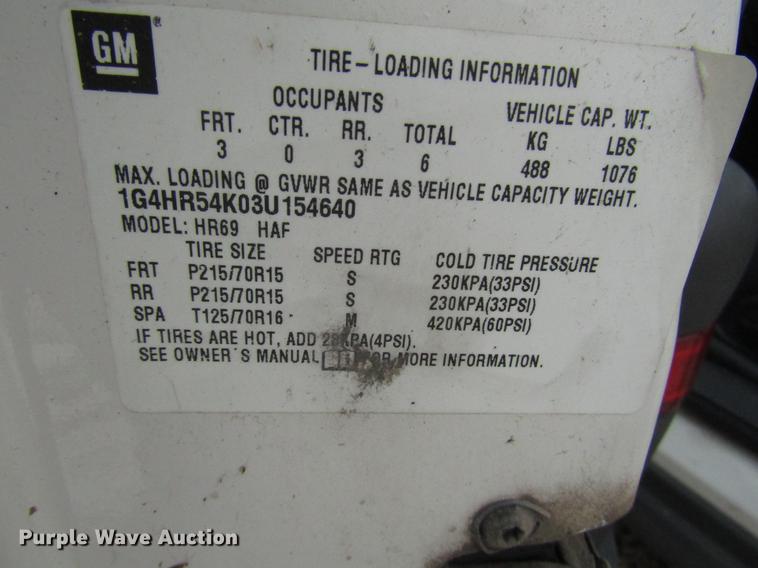 GM®
TIRE-LOADING INFORMATION
OCCUPANTS VEHICLE CAP. WT.
FRT. CTR. RR. TOTAL KG LBS
3 0 3 6 488 1076
MAX. LOADING @ GVWR SAME AS VEHICLE CAPACITY WEIGHT.
1G4HR54K03U154640
MODEL: HR69 HAF
TIRE SIZE SPEED RTG COLD TIRE PRESSURE
FRT P215/70R15 S 230KPA(33PSI)
RR P215/70R15 S 230KPA(33PSI)
SPA T125/70R16 M 420KPA(60PSI)
IF TIRES ARE HOT, ADD 28KPA(4PSI).
SEE OWNER'S MANUAL FOR MORE INFORMATION.
Purple Wave Auction